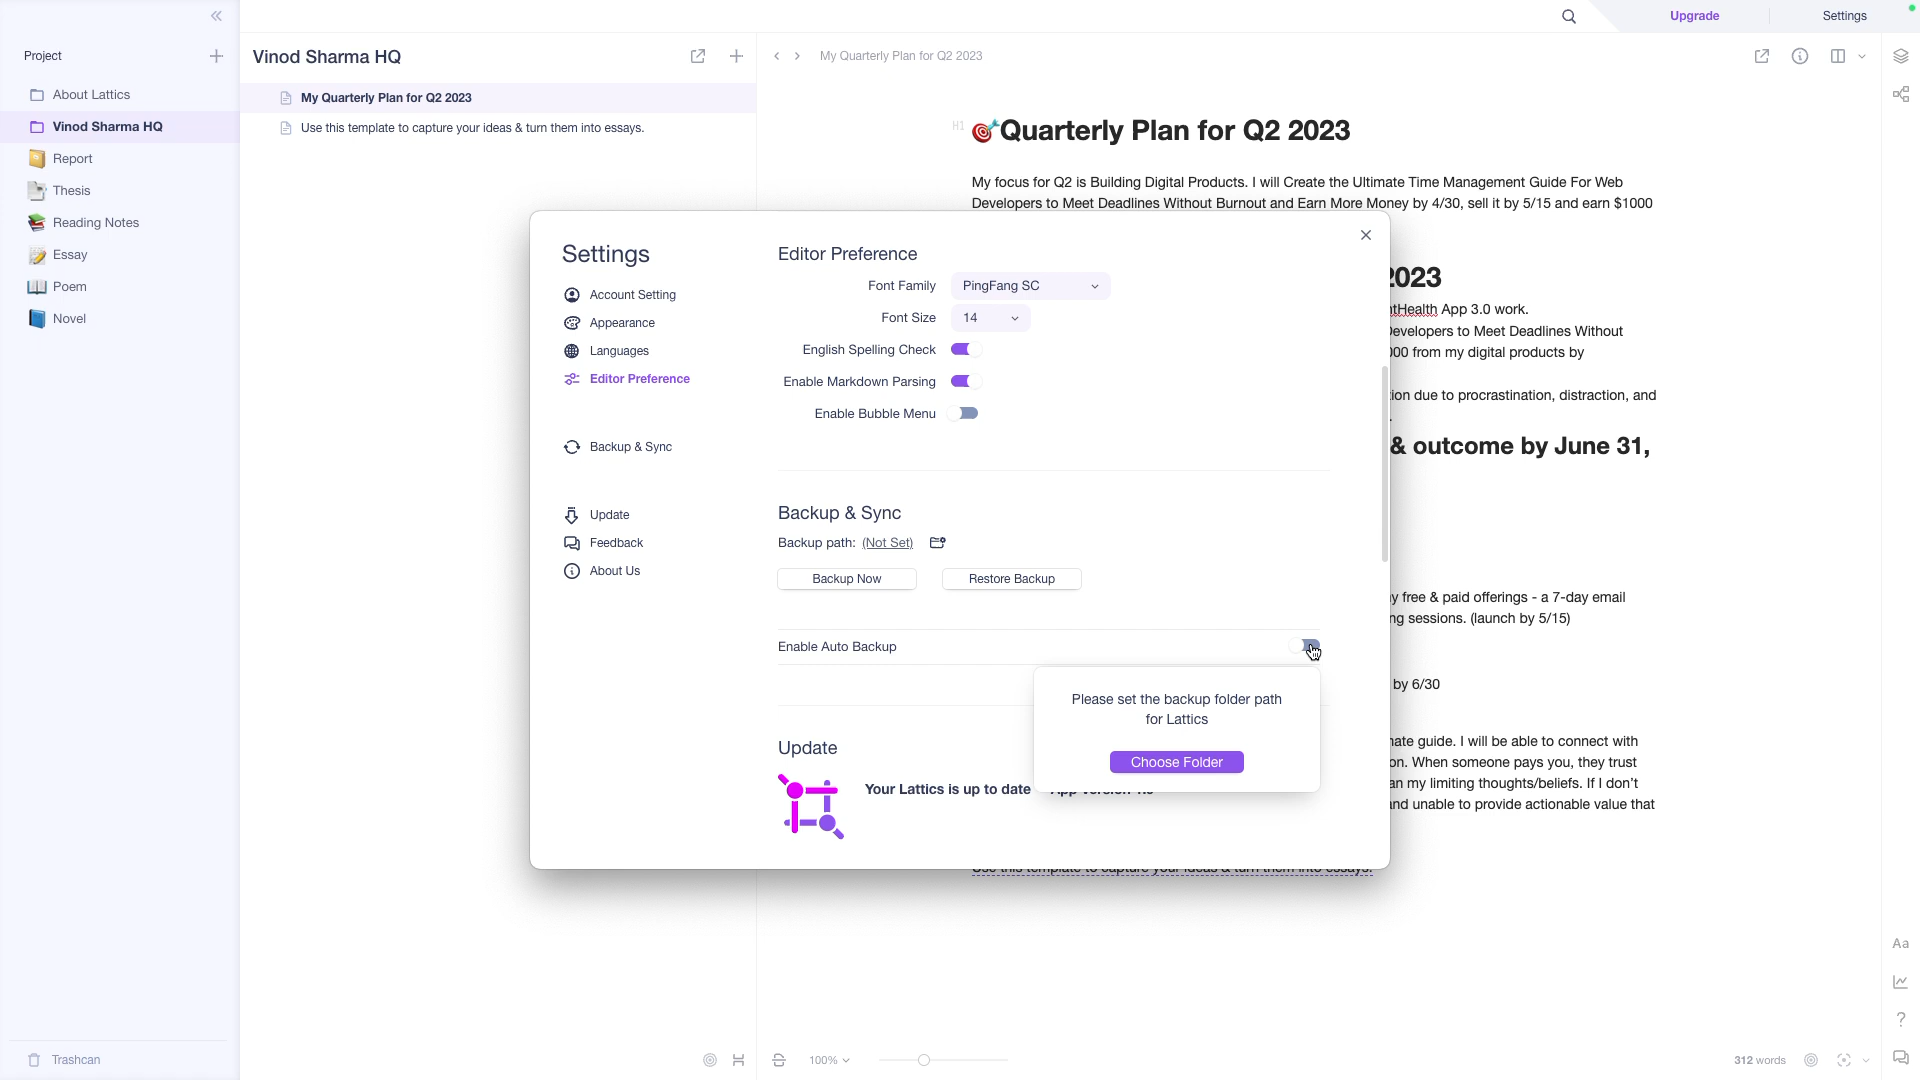 Upgrade
Settings
Project
About Lattics
Vinod Sharma HQ
Report
Thesis
Reading Notes
Essay
Poem
Novel
Trashcan
Vinod Sharma HQ
My Quarterly Plan for Q2 2023
Use this template to capture your ideas & turn them into essays.
My Quarterly Plan for Q2 2023
H1
Quarterly Plan for Q2 2023
My focus for Q2 is Building Digital Products. I will Create the Ultimate Time Management Guide For Web
Developers to Meet Deadlines Without Burnout and Earn More Money by 4/30, sell it by 5/15 and earn $1000
2023
ntHealth App 3.0 work.
Developers to Meet Deadlines Without
000 from my digital products by
ion due to procrastination, distraction, and
& outcome by June 31,
y free & paid offerings - a 7-day email
ng sessions. (launch by 5/15)
by 6/30
nate guide. I will be able to connect with
on. When someone pays you, they trust
an my limiting thoughts/beliefs. If I don't
and unable to provide actionable value that
Use this template to capture your ideas & turn them into essays.
Settings
Account Setting
Appearance
Languages
Editor Preference
Backup & Sync
Update
Feedback
About Us
Editor Preference
Font Family PingFang SC
Font Size 14
English Spelling Check
Enable Markdown Parsing
Enable Bubble Menu
Backup & Sync
Backup path: (Not Set)
Backup Now
Restore Backup
Enable Auto Backup
Please set the backup folder path
for Lattics
Choose Folder
Update
Your Lattics is up to date
App version
100%
312 words
Aa
?